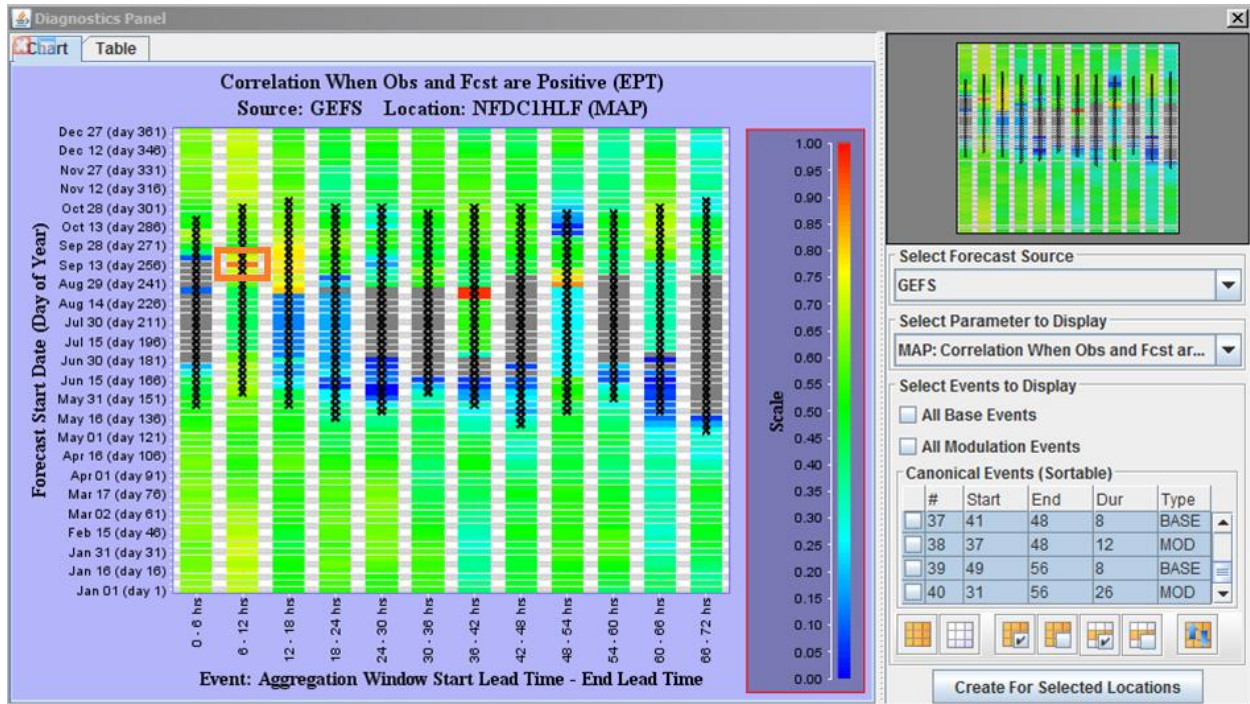 Diagnostics Panel
Chart Table
Correlation When Obs and Fcst are Positive (EPT)
Source: GEFS Location: NFDC1HLF (MAP)
Forecast Start Date (Day of Year)
Dec 27 (day 361)
Dec 12 (day 346)
Nov 27 (day 331)
Nov 12 (day 316)
Oct 28 (day 301)
Oct 13 (day 286)
Sep 28 (day 271)
Sep 13 (day 256)
Aug 29 (day 241)
Aug 14 (day 226)
Jul 30 (day 211)
Jul 15 (day 196)
Jun 30 (day 181)
Jun 15 (day 166)
May 31 (day 151)
May 16 (day 136)
May 01 (day 121)
Apr 16 (day 106)
Apr 01 (day 91)
Mar 17 (day 76)
Mar 02 (day 61)
Feb 15 (day 46)
Jan 31 (day 31)
Jan 16 (day 16)
Jan 01 (day 1)
0 - 6 hs
6 - 12 hs
12 - 18 hs
18 - 24 hs
24 - 30 hs
30 - 36 hs
36 - 42 hs
42 - 48 hs
48 - 54 hs
54 - 60 hs
60 - 66 hs
66 - 72 hs
Event: Aggregation Window Start Lead Time - End Lead Time
Scale
1.00
0.95
0.90
0.85
0.80
0.75
0.70
0.65
0.60
0.55
0.50
0.45
0.40
0.35
0.30
0.25
0.20
0.15
0.10
0.05
0.00
Select Forecast Source
GEFS
Select Parameter to Display
MAP: Correlation When Obs and Fcst ar...
Select Events to Display
All Base Events
All Modulation Events
Canonical Events (Sortable)
# Start End Dur Type
37 41 48 8 BASE
38 37 48 12 MOD
39 49 56 8 BASE
40 31 56 26 MOD
Create For Selected Locations